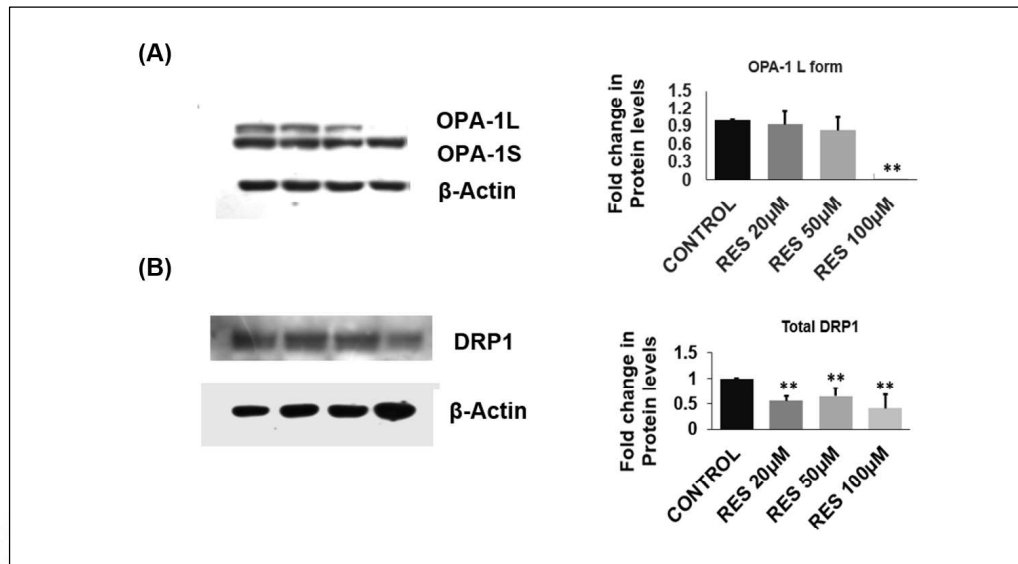 (A)
OPA-1L
OPA-1S
β-Actin
OPA-1 L form
Fold change in
Protein levels
1.5
1.2
0.9
0.6
0.3
0
**
CONTROL
RES 20µM
RES 50µM
RES 100µM
(B)
DRP1
β-Actin
Total DRP1
Fold change in
Protein levels
1.5
1
0.5
0
**
**
**
CONTROL
RES 20µM
RES 50µM
RES 100µM